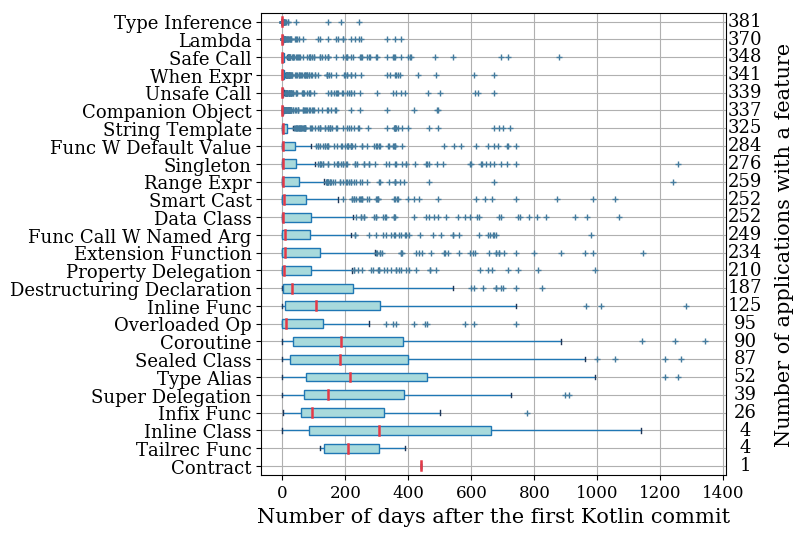 Type Inference 381
Lambda 370
Safe Call 348
When Expr 341
Unsafe Call 339
Companion Object 337
String Template 325
Func W Default Value 284
Singleton 276
Range Expr 259
Smart Cast 252
Data Class 252
Func Call W Named Arg 249
Extension Function 234
Property Delegation 210
Destructuring Declaration 187
Inline Func 125
Overloaded Op 95
Coroutine 90
Sealed Class 87
Type Alias 52
Super Delegation 39
Infix Func 26
Inline Class 4
Tailrec Func 4
Contract 1
0 200 400 600 800 1000 1200 1400
Number of days after the first Kotlin commit
Number of applications with a feature